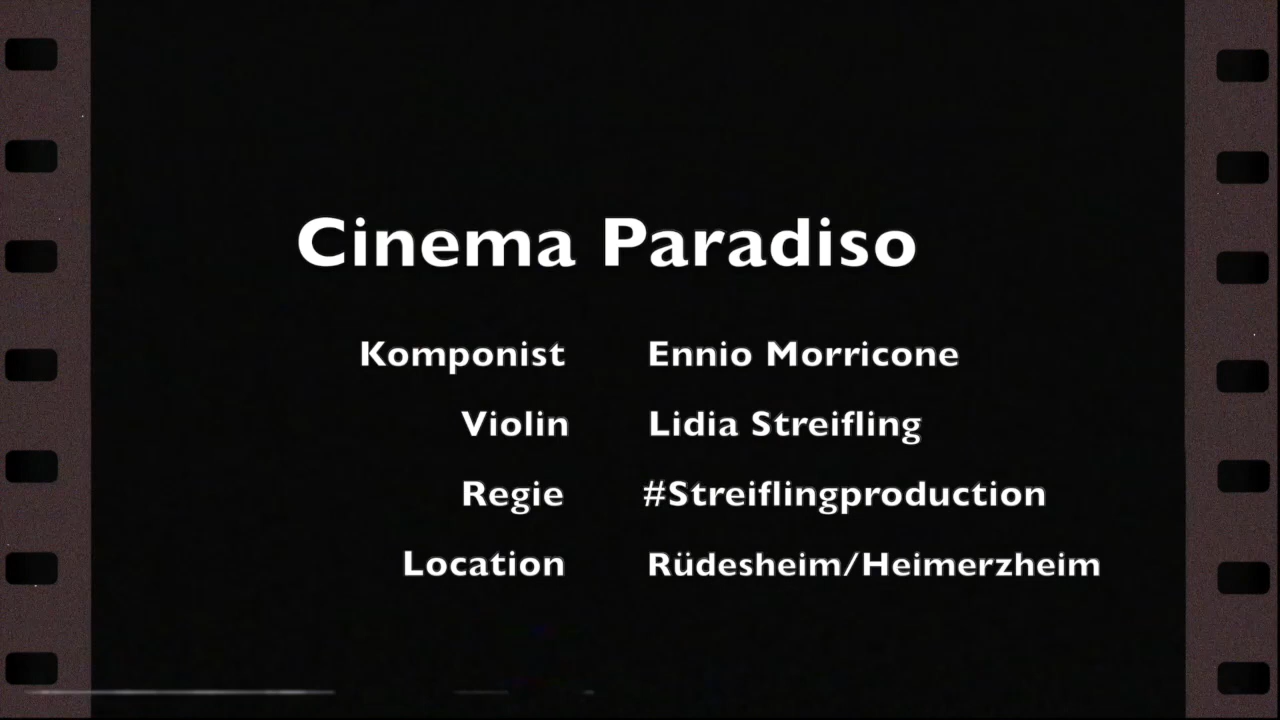 Cinema Paradiso
Komponist Ennio Morricone
Violin Lidia Streifling
Regie #Streiflingproduction
Location Rüdesheim/Heimerzheim